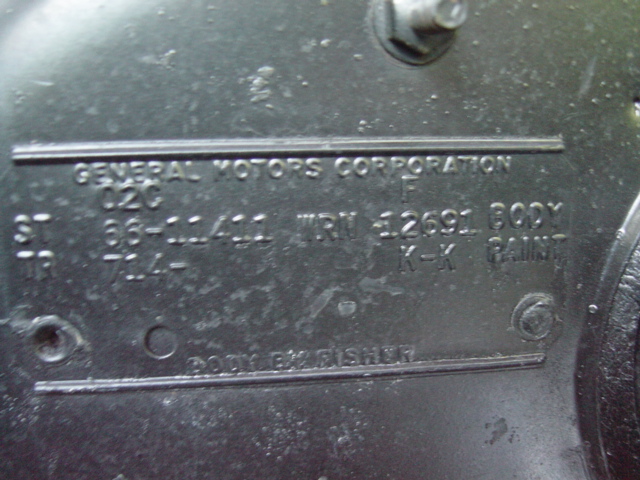 GENERAL MOTORS CORPORATION
02C F
ST 66-11411 WRN 12691 BODY
TR 714- K-K PAINT
BODY BY FISHER